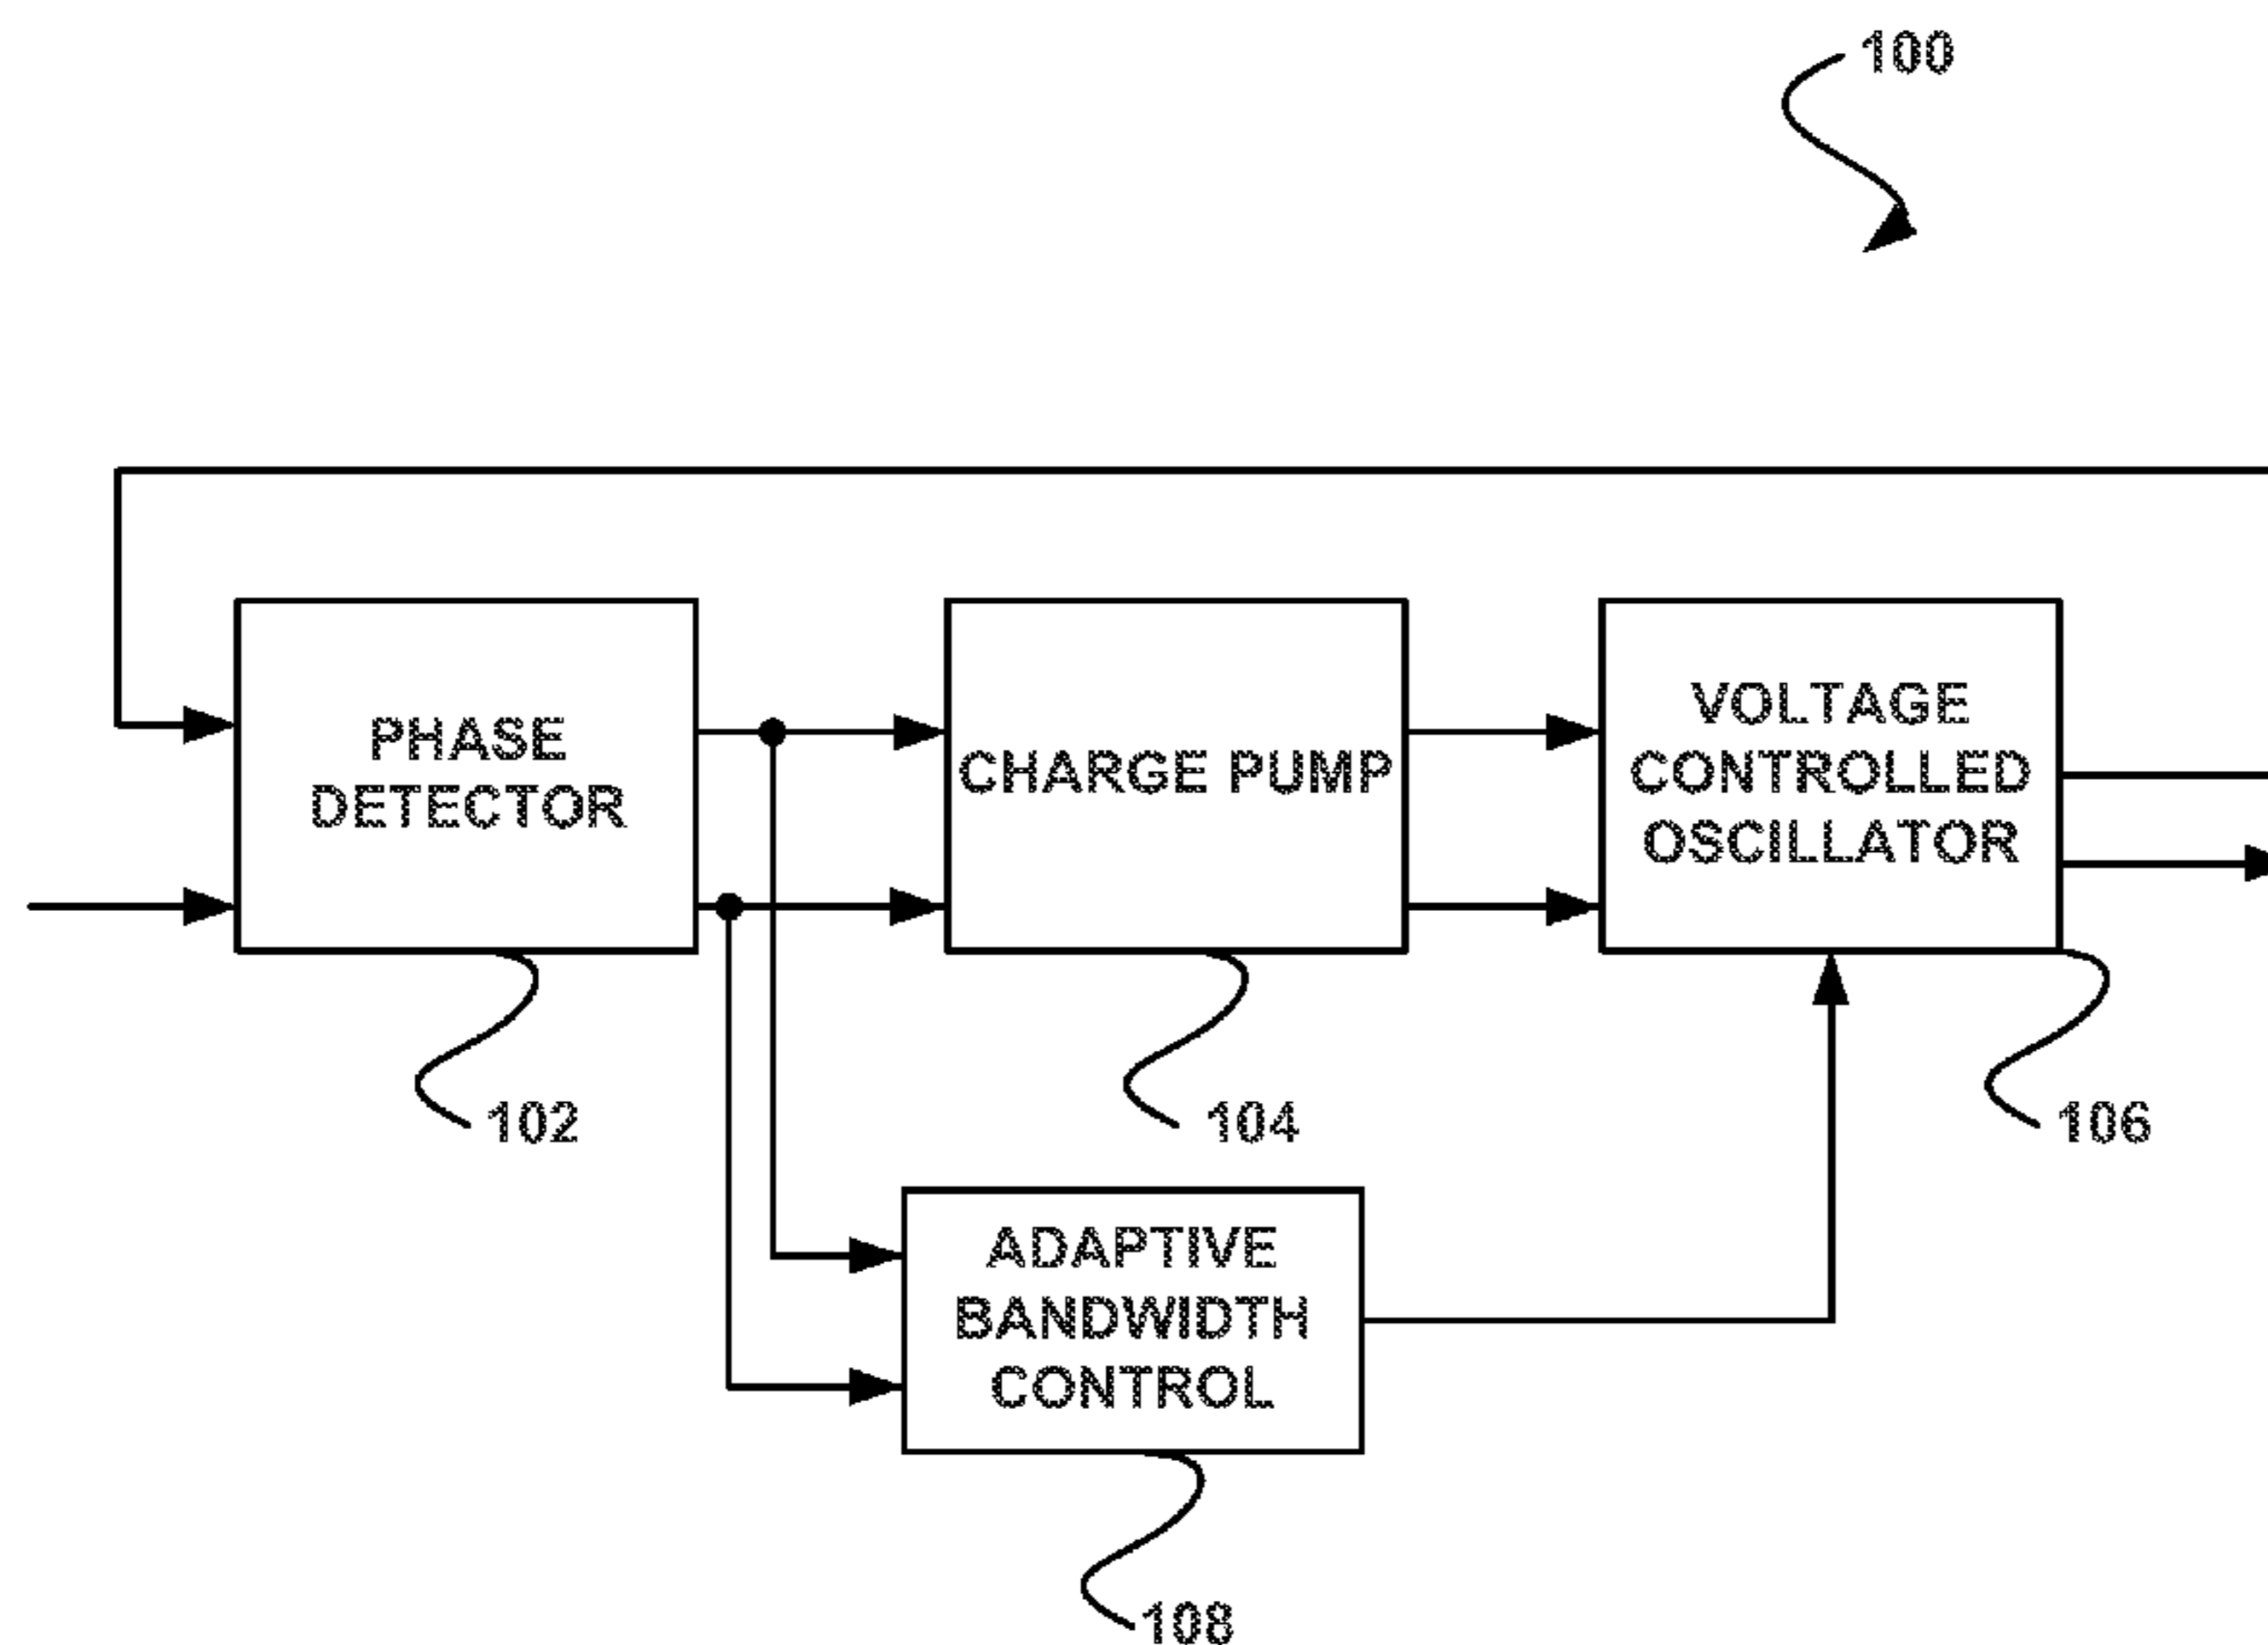 100
PHASE
DETECTOR
CHARGE PUMP
VOLTAGE
CONTROLLED
OSCILLATOR
102
104
106
ADAPTIVE
BANDWIDTH
CONTROL
108